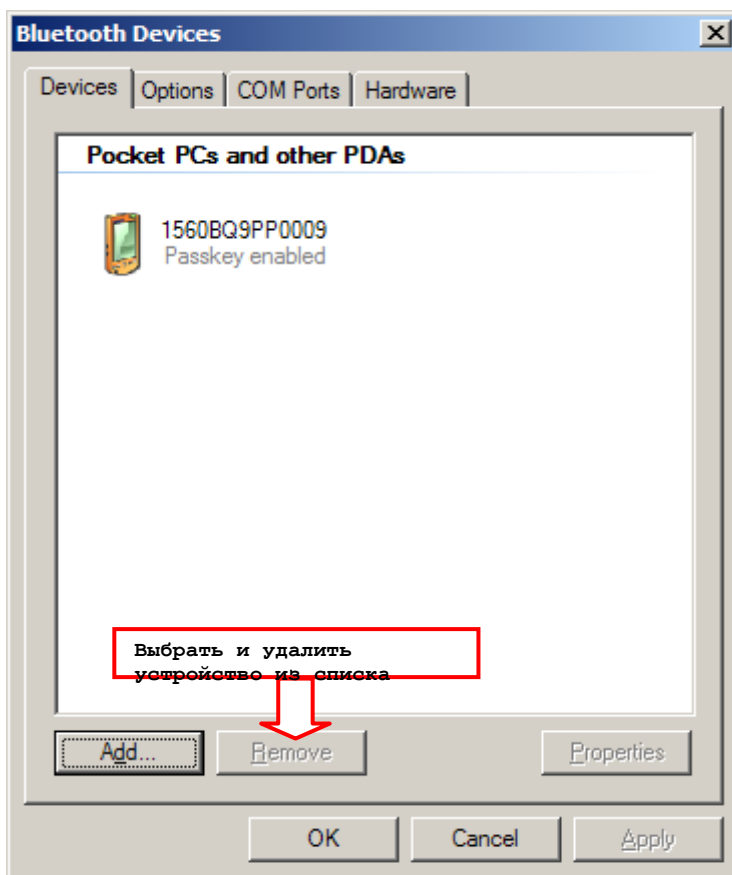 Bluetooth Devices
Devices Options COM Ports Hardware
Pocket PCs and other PDAs
1560BQ9PP0009
Passkey enabled
Выбрать и удалить
устройство из списка
Add... Remove Properties
OK Cancel Apply